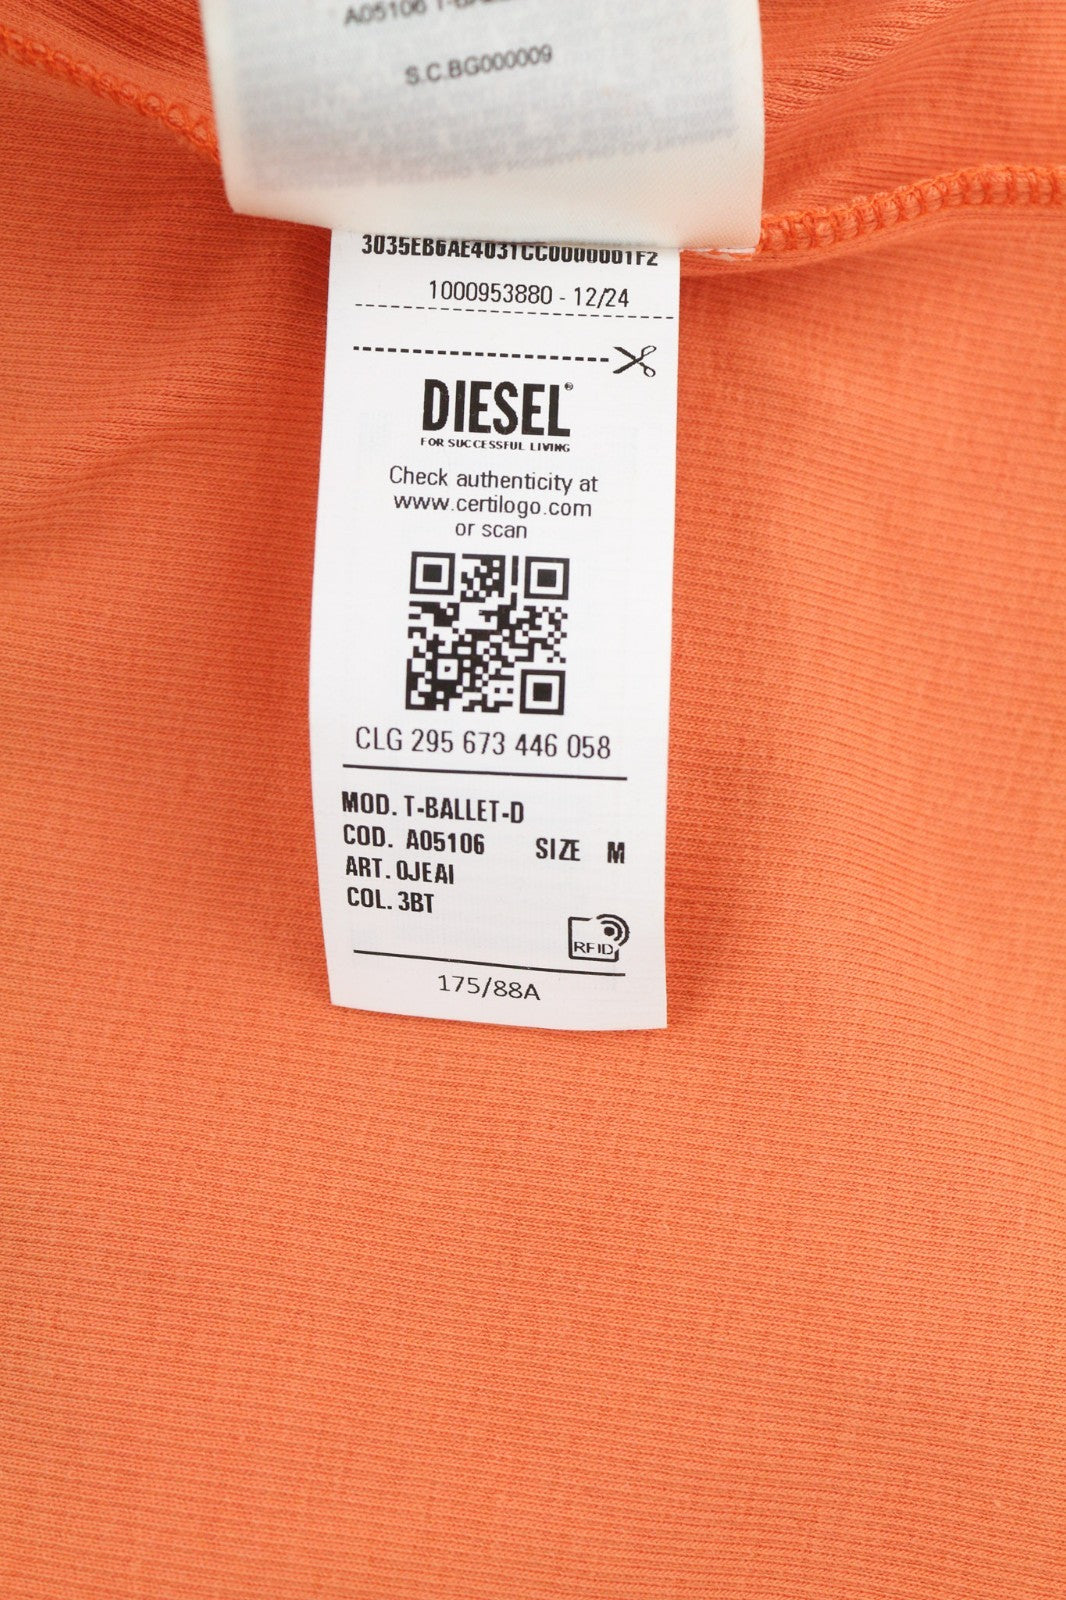 A05106
S.C.BG000009
3035EB6AE4031CC0000001F2
1000953880 - 12/24
DIESEL®
FOR SUCCESSFUL LIVING
Check authenticity at
www.certilogo.com
or scan
CLG 295 673 446 058
MOD. T-BALLET-D
COD. A05106 SIZE M
ART. 0JEAI
COL. 3BT
RFID
175/88A